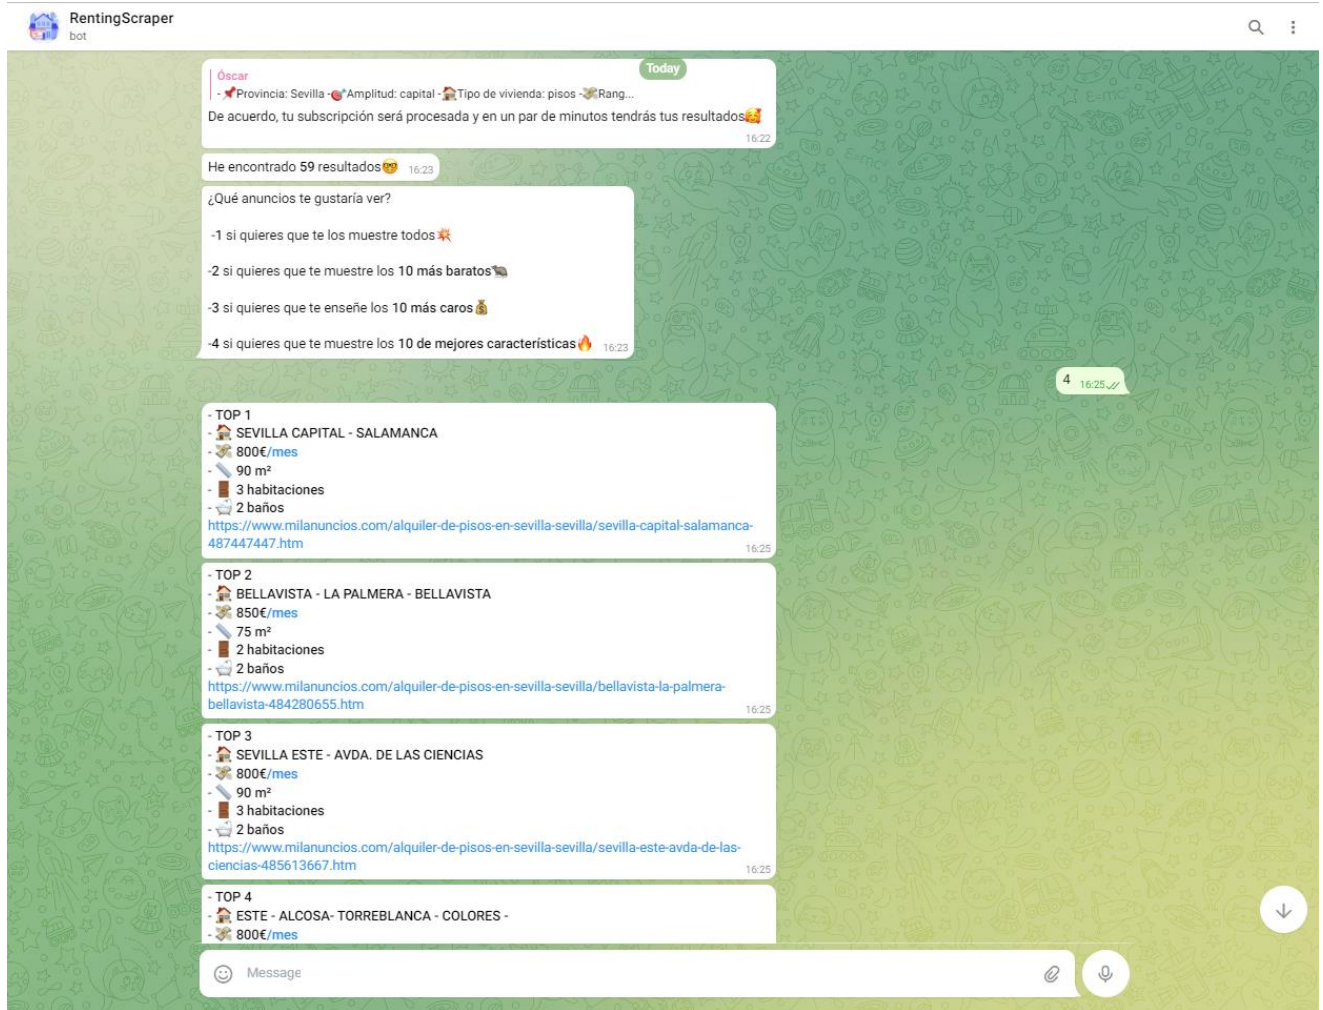 RentingScraper
bot
Today
Óscar
- 📌Provincia: Sevilla -🎯Amplitud: capital -🏠Tipo de vivienda: pisos -💸Rang...
De acuerdo, tu subscripción será procesada y en un par de minutos tendrás tus resultados🥰
16:22
He encontrado 59 resultados🤓 16:23
¿Qué anuncios te gustaría ver?
-1 si quieres que te los muestre todos💥
-2 si quieres que te muestre los 10 más baratos🐀
-3 si quieres que te enseñe los 10 más caros💰
-4 si quieres que te muestre los 10 de mejores características🔥 16:23
4 16:25
- TOP 1
- 🏠 SEVILLA CAPITAL - SALAMANCA
- 💸 800€/mes
- 📏 90 m²
- 🚪 3 habitaciones
- 🛁 2 baños
https://www.milanuncios.com/alquiler-de-pisos-en-sevilla-sevilla/sevilla-capital-salamanca-
487447447.htm
16:25
- TOP 2
- 🏠 BELLAVISTA - LA PALMERA - BELLAVISTA
- 💸 850€/mes
- 📏 75 m²
- 🚪 2 habitaciones
- 🛁 2 baños
https://www.milanuncios.com/alquiler-de-pisos-en-sevilla-sevilla/bellavista-la-palmera-
bellavista-484280655.htm
16:25
- TOP 3
- 🏠 SEVILLA ESTE - AVDA. DE LAS CIENCIAS
- 💸 800€/mes
- 📏 90 m²
- 🚪 3 habitaciones
- 🛁 2 baños
https://www.milanuncios.com/alquiler-de-pisos-en-sevilla-sevilla/sevilla-este-avda-de-las-
ciencias-485613667.htm
16:25
- TOP 4
- 🏠 ESTE - ALCOSA- TORREBLANCA - COLORES -
- 💸 800€/mes
Message